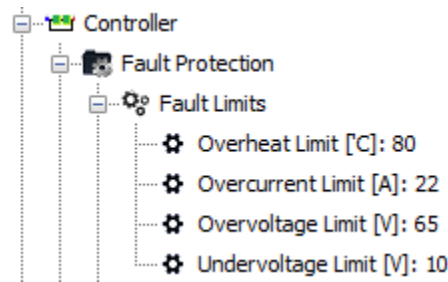 Controller
Fault Protection
Fault Limits
Overheat Limit [°C]: 80
Overcurrent Limit [A]: 22
Overvoltage Limit [V]: 65
Undervoltage Limit [V]: 10